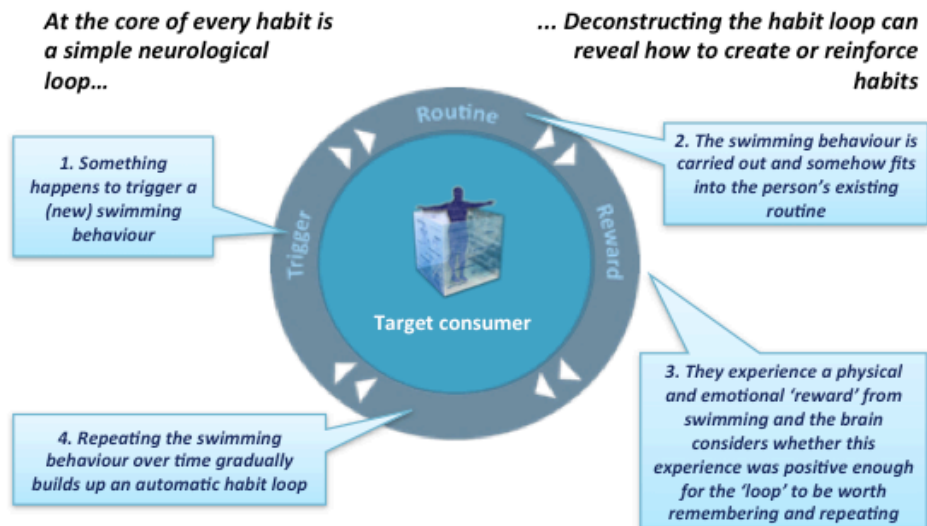 At the core of every habit is
a simple neurological
loop...
... Deconstructing the habit loop can
reveal how to create or reinforce
habits
Routine
1. Something
happens to trigger a
(new) swimming
behaviour
2. The swimming behaviour is
carried out and somehow fits
into the person's existing
routine
Trigger
Reward
Target consumer
3. They experience a physical
and emotional 'reward' from
swimming and the brain
considers whether this
experience was positive enough
for the 'loop' to be worth
remembering and repeating
4. Repeating the swimming
behaviour over time gradually
builds up an automatic habit loop